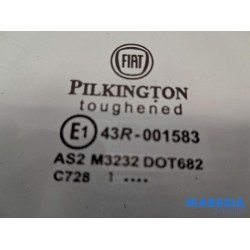 FIAT
PILKINGTON
toughened
E1 43R-001583
AS2 M3232 DOT682
C728 1 ....